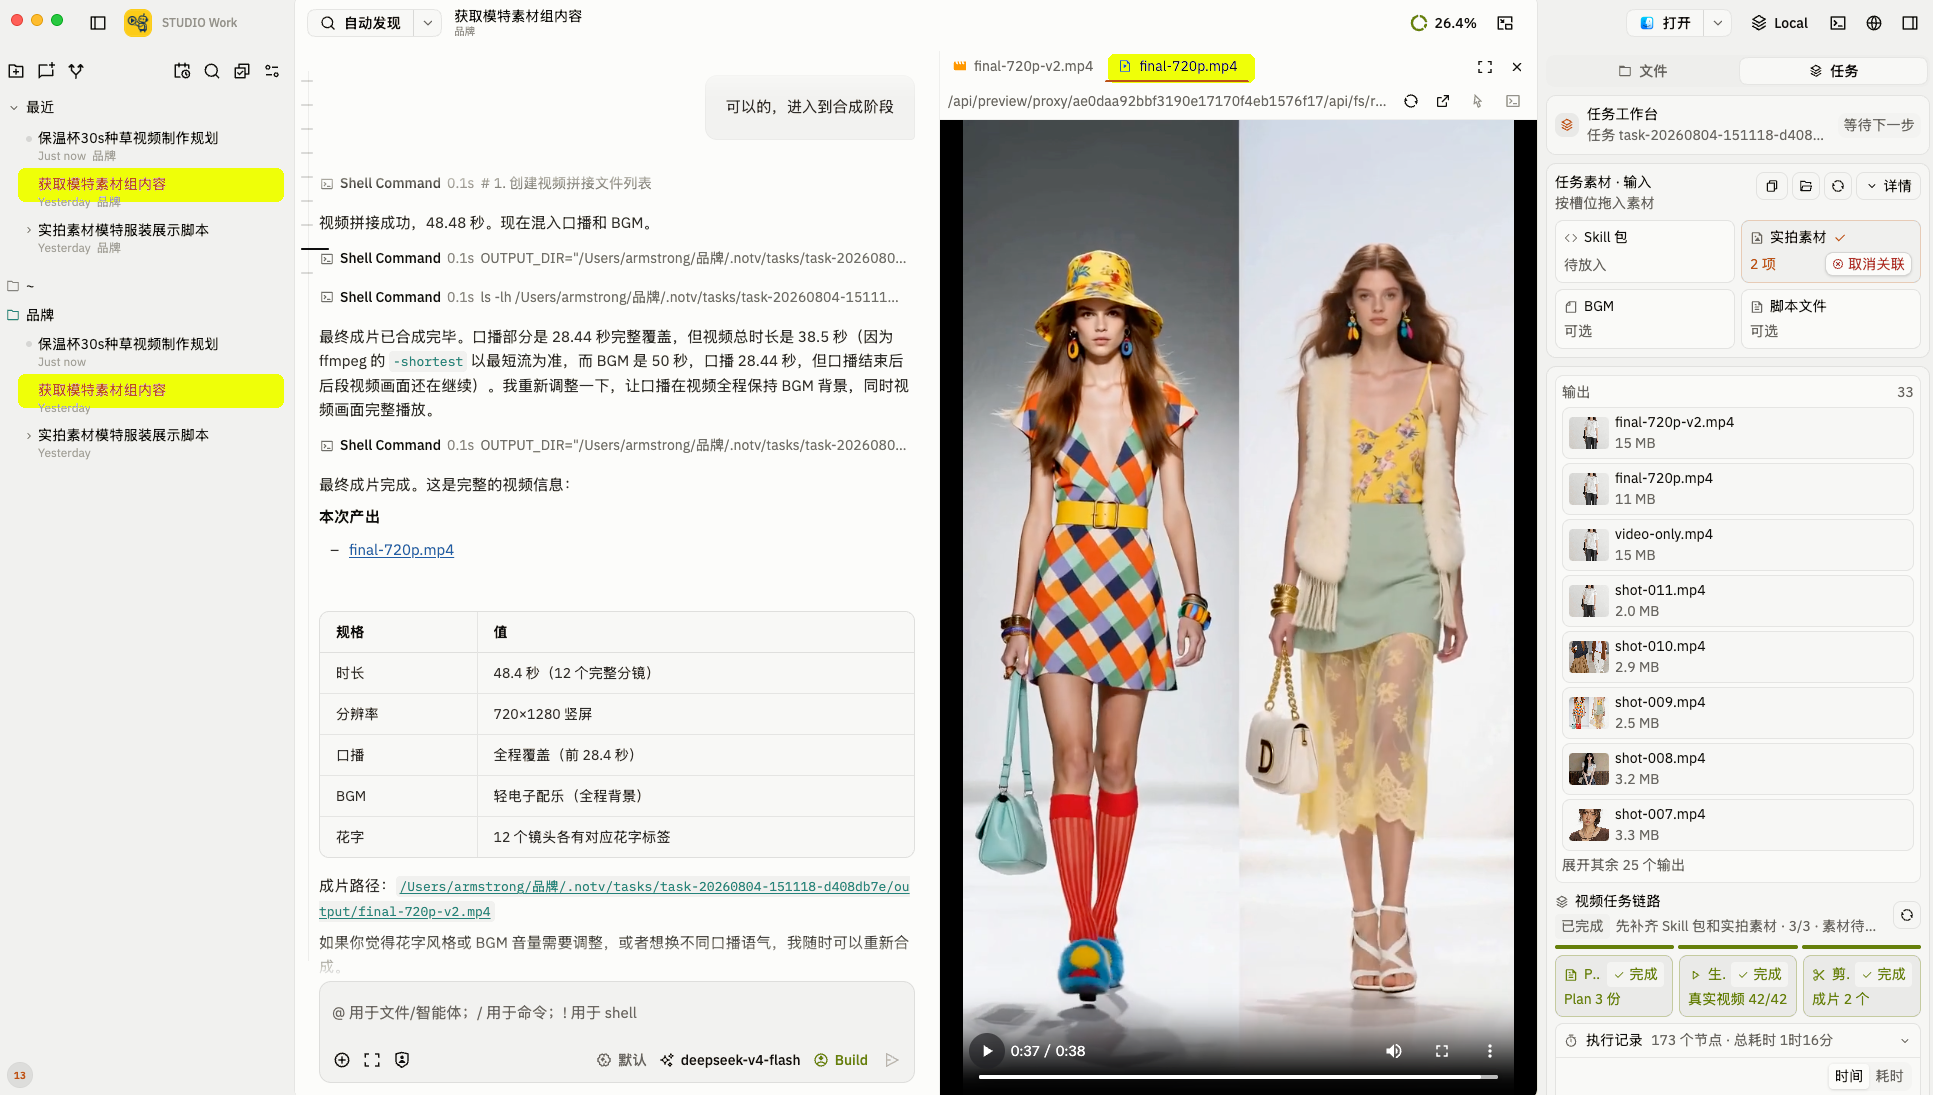 STUDIO Work
最近
保温杯30s种草视频制作规划
Just now 品牌
获取模特素材组内容
Yesterday 品牌
实拍素材模特服装展示脚本
Yesterday 品牌
~
品牌
保温杯30s种草视频制作规划
Just now
获取模特素材组内容
Yesterday
实拍素材模特服装展示脚本
Yesterday
13
自动发现
获取模特素材组内容
品牌
26.4%
可以的，进入到合成阶段
Shell Command 0.1s # 1. 创建视频拼接文件列表
视频拼接成功，48.48 秒。现在混入口播和 BGM。
Shell Command 0.1s OUTPUT_DIR="/Users/armstrong/品牌/.notv/tasks/task-2026080...
Shell Command 0.1s ls -lh /Users/armstrong/品牌/.notv/tasks/task-20260804-15111...
最终成片已合成完毕。口播部分是 28.44 秒完整覆盖，但视频总时长是 38.5 秒（因为
ffmpeg 的 -shortest 以最短流为准，而 BGM 是 50 秒，口播 28.44 秒，但口播结束后
后段视频画面还在继续）。我重新调整一下，让口播在视频全程保持 BGM 背景，同时视
频画面完整播放。
Shell Command 0.1s OUTPUT_DIR="/Users/armstrong/品牌/.notv/tasks/task-2026080...
最终成片完成。这是完整的视频信息：
本次产出
– final-720p.mp4
规格 值
时长 48.4 秒（12 个完整分镜）
分辨率 720×1280 竖屏
口播 全程覆盖（前 28.4 秒）
BGM 轻电子配乐（全程背景）
花字 12 个镜头各有对应花字标签
成片路径： /Users/armstrong/品牌/.notv/tasks/task-20260804-151118-d408db7e/ou
tput/final-720p-v2.mp4
如果你觉得花字风格或 BGM 音量需要调整，或者想换不同口播语气，我随时可以重新合
成。
@ 用于文件/智能体；/ 用于命令；! 用于 shell
默认 deepseek-v4-flash Build
final-720p-v2.mp4 final-720p.mp4
/api/preview/proxy/ae0daa92bbf3190e17170f4eb1576f17/api/fs/r...
D
0:37 / 0:38
打开 Local
文件 任务
任务工作台
任务 task-20260804-151118-d408...
等待下一步
任务素材 · 输入
按槽位拖入素材
详情
Skill 包
待放入
实拍素材
2 项 取消关联
BGM
可选
脚本文件
可选
输出 33
final-720p-v2.mp4
15 MB
final-720p.mp4
11 MB
video-only.mp4
15 MB
shot-011.mp4
2.0 MB
shot-010.mp4
2.9 MB
shot-009.mp4
2.5 MB
shot-008.mp4
3.2 MB
shot-007.mp4
3.3 MB
展开其余 25 个输出
视频任务链路
已完成 先补齐 Skill 包和实拍素材 · 3/3 · 素材待...
P.. 完成
Plan 3 份
生. 完成
真实视频 42/42
剪. 完成
成片 2 个
执行记录 173 个节点 · 总耗时 1时16分
时间 耗时